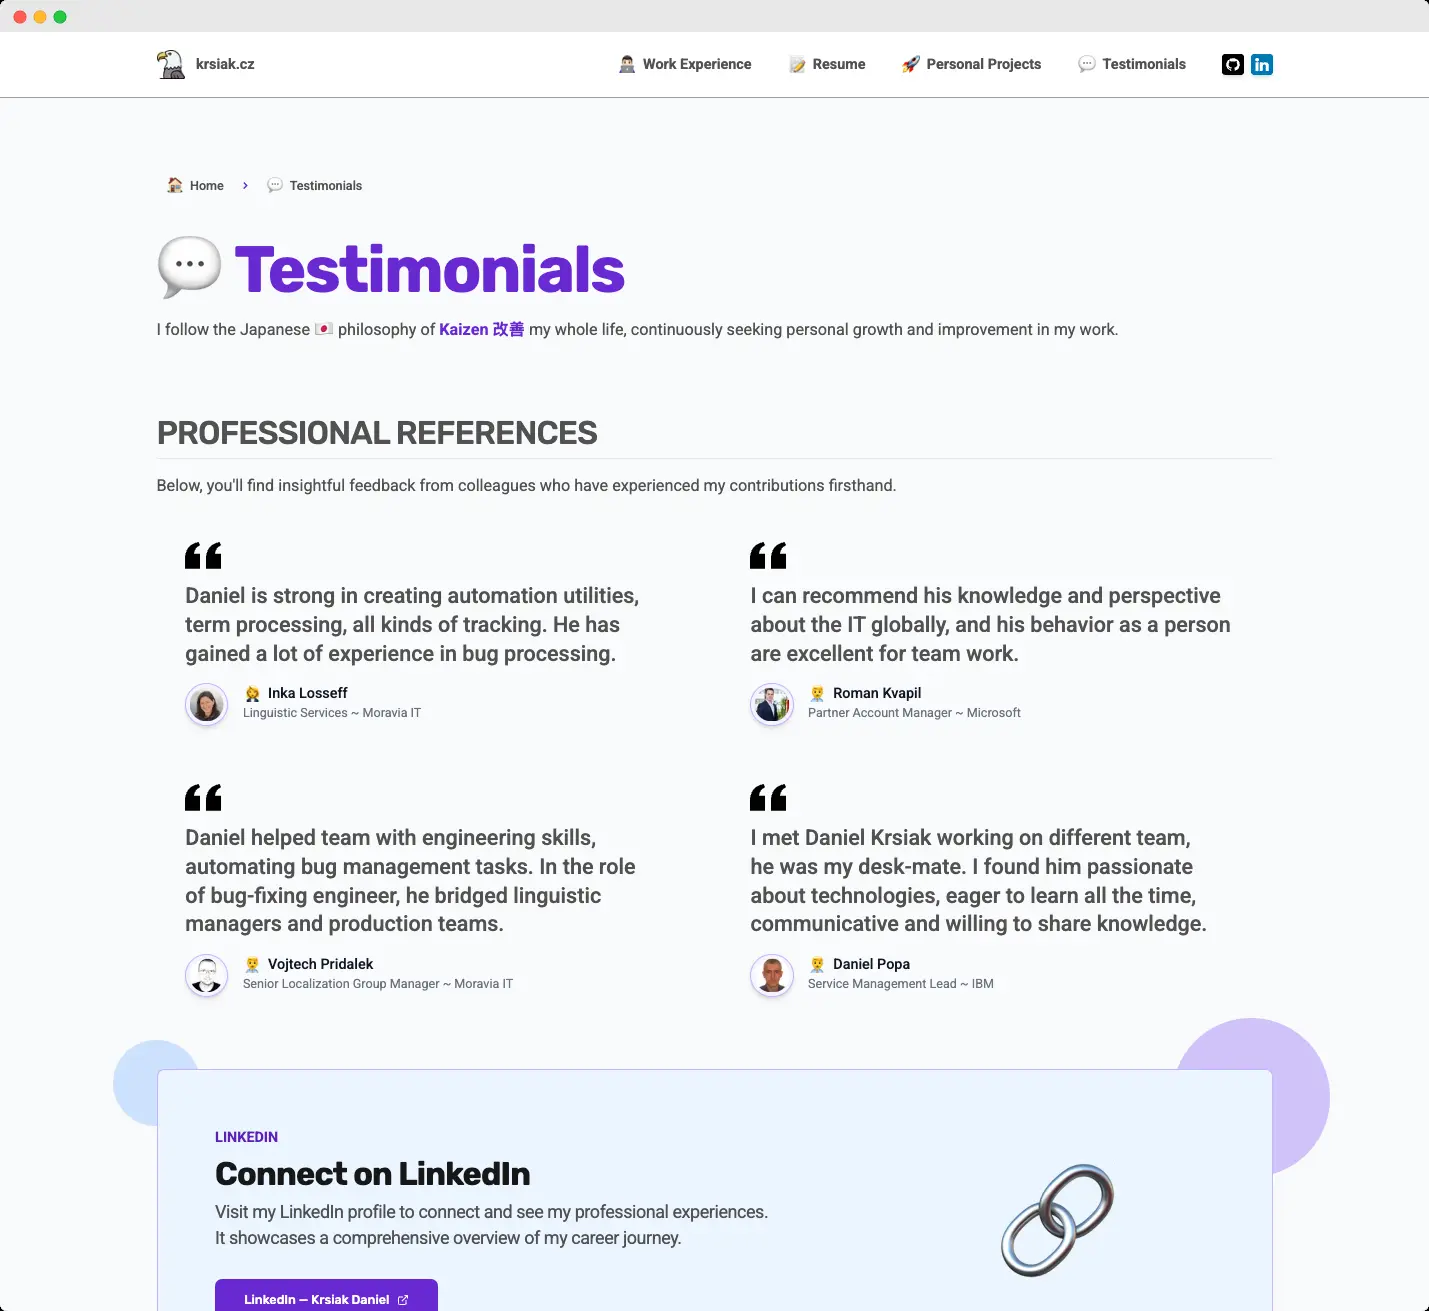 krsiak.cz
Work Experience
Resume
Personal Projects
Testimonials
in
Home
Testimonials
Testimonials
I follow the Japanese philosophy of Kaizen 改善 my whole life, continuously seeking personal growth and improvement in my work.
PROFESSIONAL REFERENCES
Below, you'll find insightful feedback from colleagues who have experienced my contributions firsthand.
Daniel is strong in creating automation utilities,
term processing, all kinds of tracking. He has
gained a lot of experience in bug processing.
Inka Losseff
Linguistic Services ~ Moravia IT
I can recommend his knowledge and perspective
about the IT globally, and his behavior as a person
are excellent for team work.
Roman Kvapil
Partner Account Manager ~ Microsoft
Daniel helped team with engineering skills,
automating bug management tasks. In the role
of bug-fixing engineer, he bridged linguistic
managers and production teams.
Vojtech Pridalek
Senior Localization Group Manager ~ Moravia IT
I met Daniel Krsiak working on different team,
he was my desk-mate. I found him passionate
about technologies, eager to learn all the time,
communicative and willing to share knowledge.
Daniel Popa
Service Management Lead ~ IBM
LINKEDIN
Connect on LinkedIn
Visit my LinkedIn profile to connect and see my professional experiences.
It showcases a comprehensive overview of my career journey.
LinkedIn — Krsiak Daniel